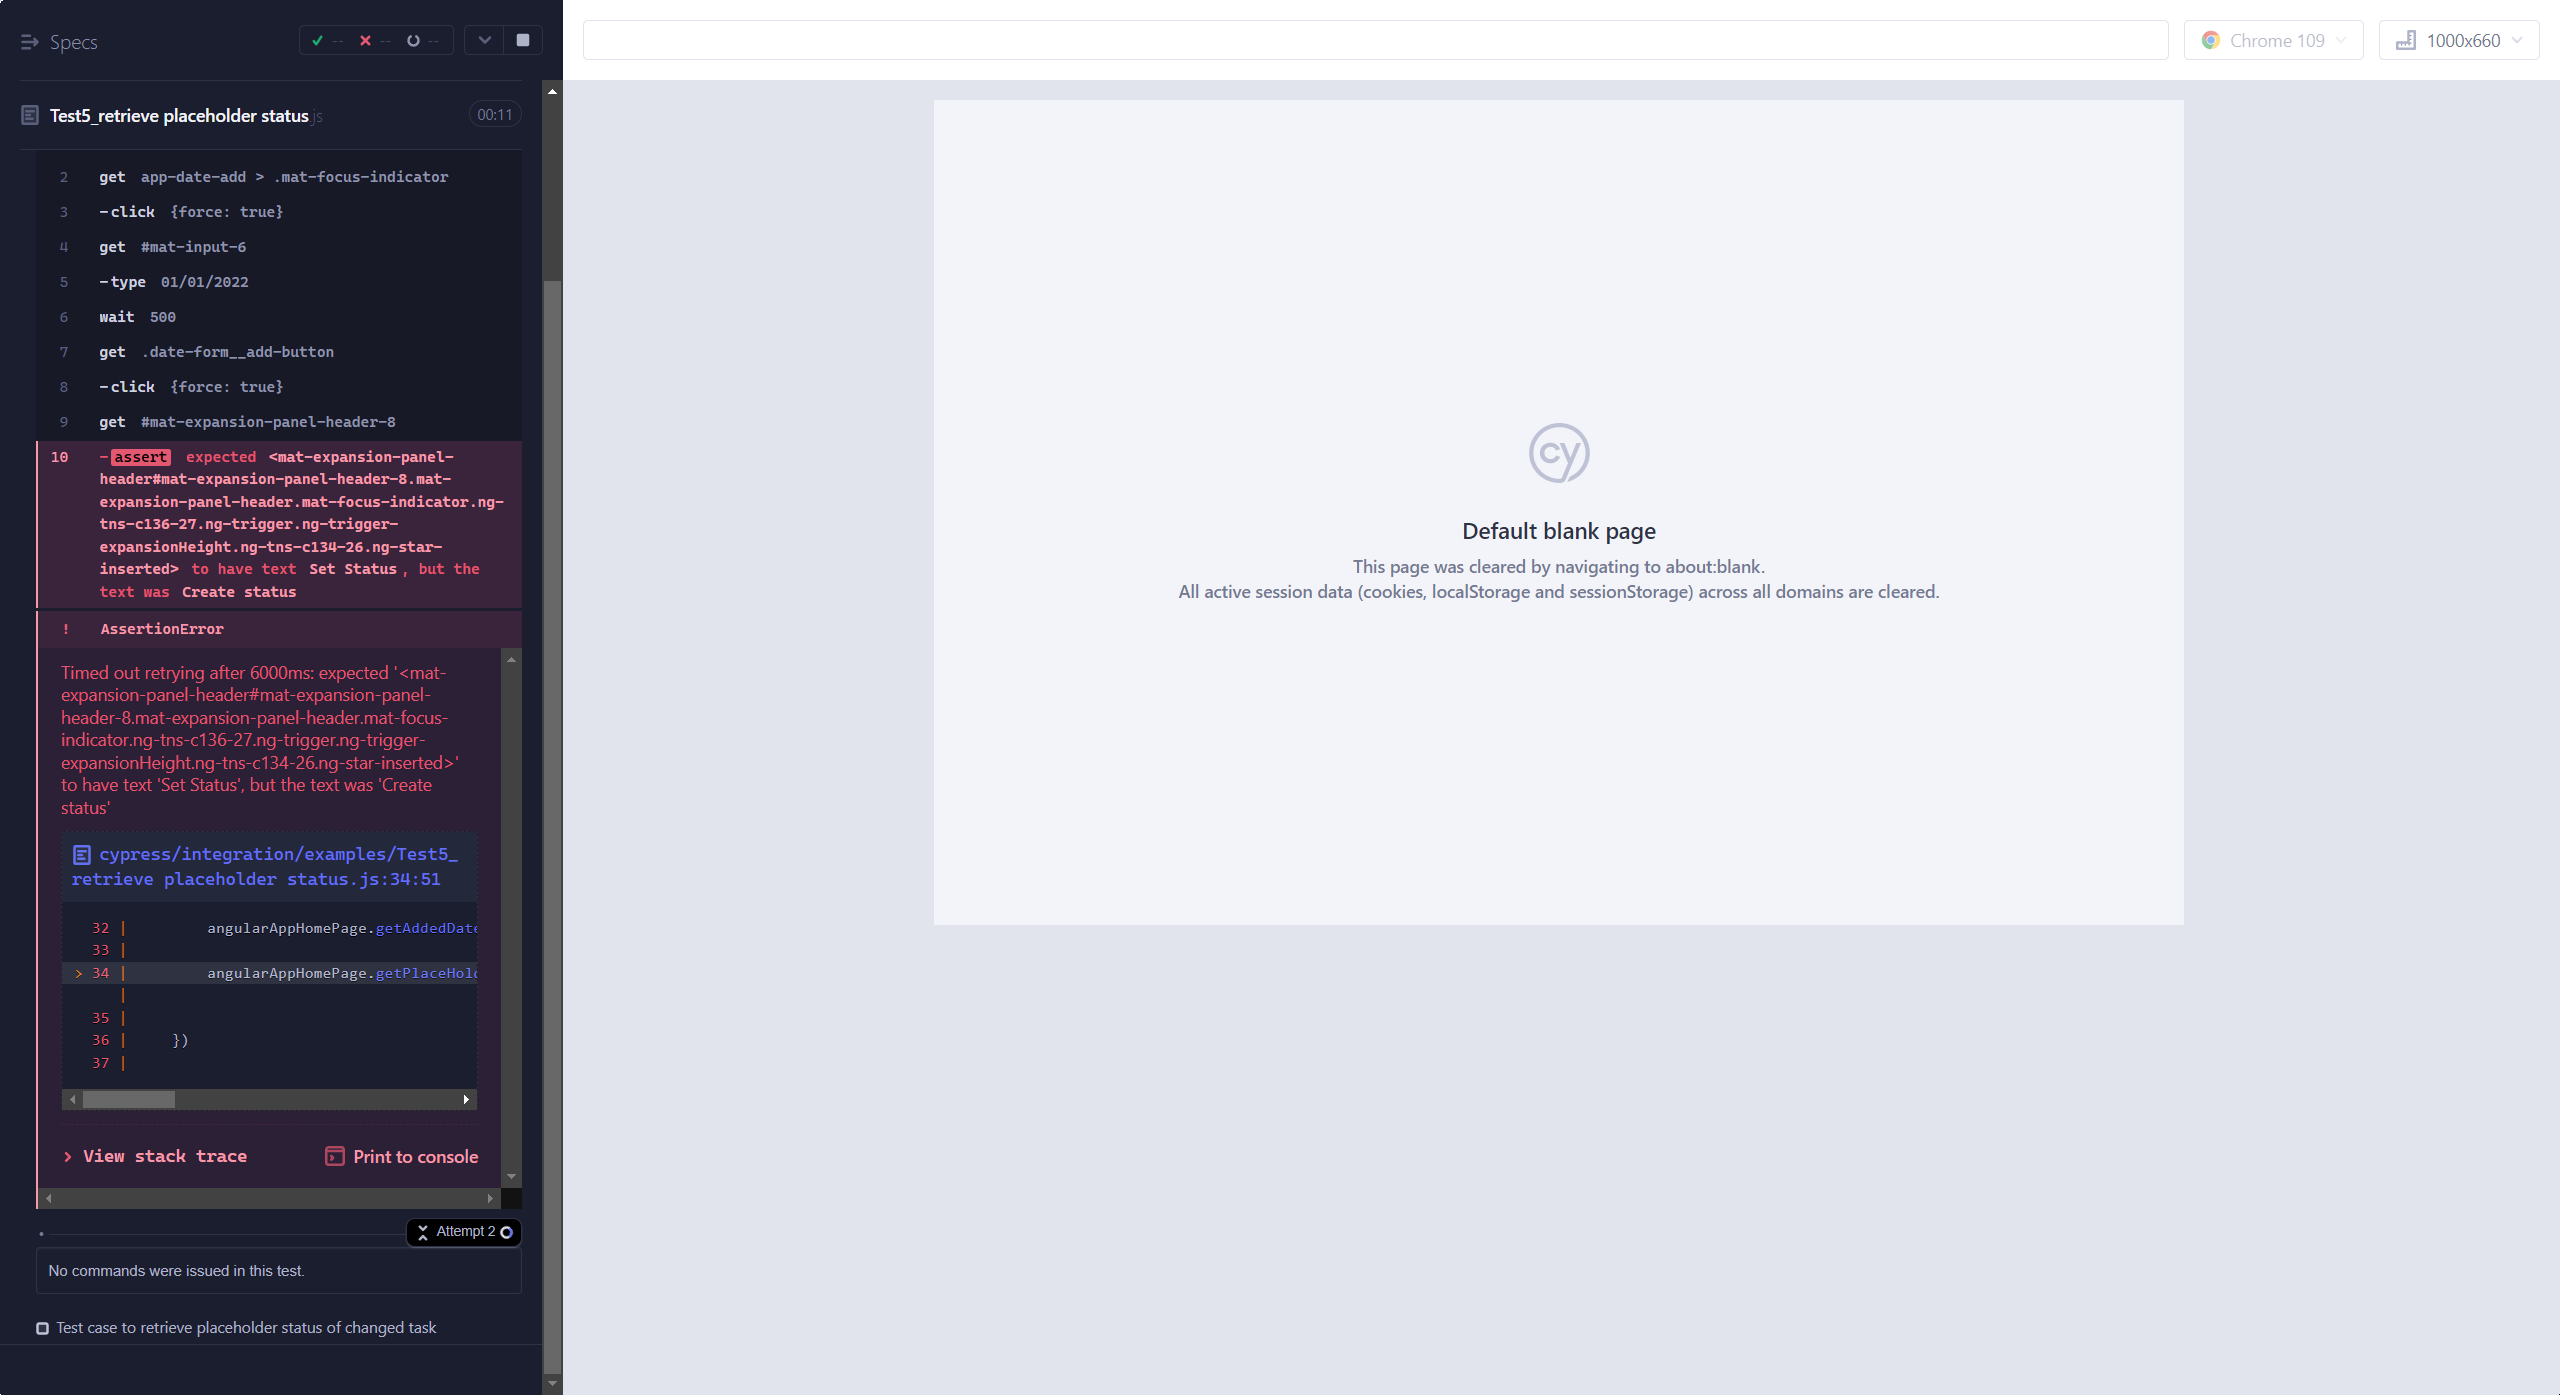 Specs
-- -- --
Chrome 109
1000x660
Test5_retrieve placeholder status.js
00:11
2 get app-date-add > .mat-focus-indicator
3 -click {force: true}
4 get #mat-input-6
5 -type 01/01/2022
6 wait 500
7 get .date-form__add-button
8 -click {force: true}
9 get #mat-expansion-panel-header-8
10 -assert expected <mat-expansion-panel-
header#mat-expansion-panel-header-8.mat-
expansion-panel-header.mat-focus-indicator.ng-
tns-c136-27.ng-trigger.ng-trigger-
expansionHeight.ng-tns-c134-26.ng-star-
inserted> to have text Set Status, but the
text was Create status
! AssertionError
Timed out retrying after 6000ms: expected '<mat-
expansion-panel-header#mat-expansion-panel-
header-8.mat-expansion-panel-header.mat-focus-
indicator.ng-tns-c136-27.ng-trigger.ng-trigger-
expansionHeight.ng-tns-c134-26.ng-star-inserted>'
to have text 'Set Status', but the text was 'Create
status'
cypress/integration/examples/Test5_
retrieve placeholder status.js:34:51
32 | angularAppHomePage.getAddedDate
33 |
> 34 | angularAppHomePage.getPlaceHol
|
35 |
36 | })
37 |
View stack trace
Print to console
Attempt 2
No commands were issued in this test.
Test case to retrieve placeholder status of changed task
cy
Default blank page
This page was cleared by navigating to about:blank.
All active session data (cookies, localStorage and sessionStorage) across all domains are cleared.